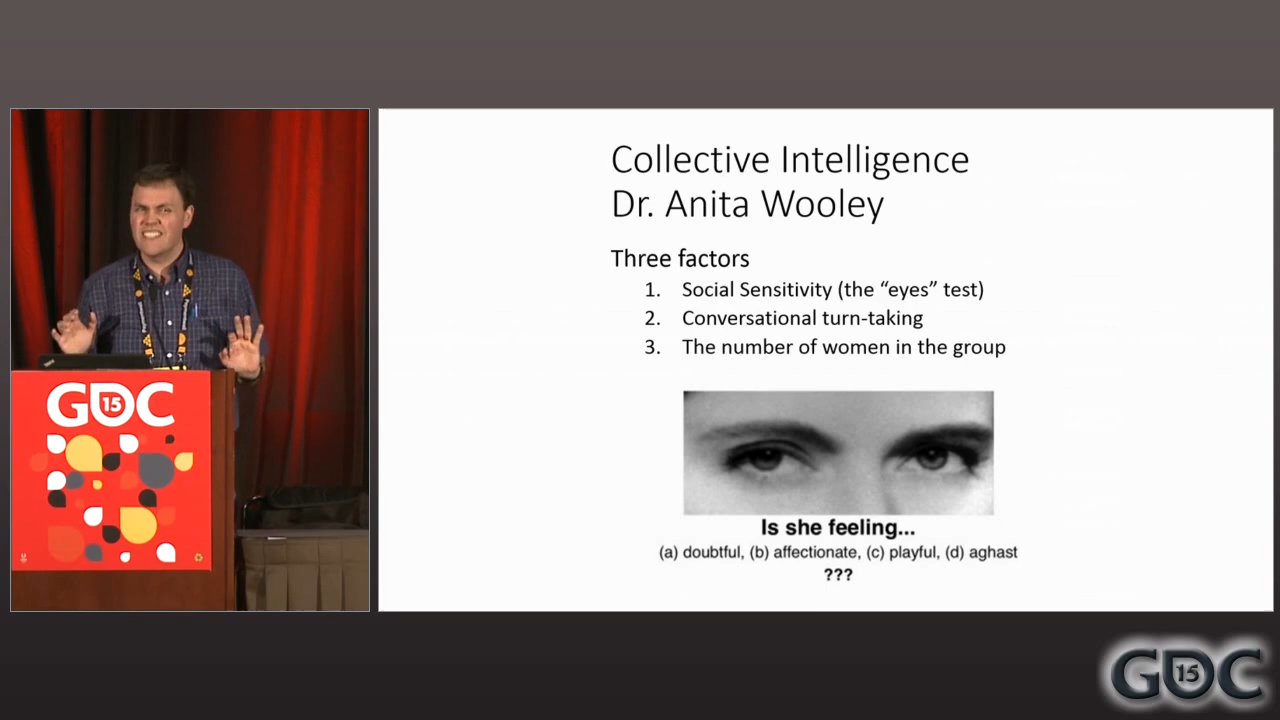 Collective Intelligence
Dr. Anita Wooley
Three factors
1. Social Sensitivity (the “eyes” test)
2. Conversational turn-taking
3. The number of women in the group
Is she feeling...
(a) doubtful, (b) affectionate, (c) playful, (d) aghast
???
GDC
15
GDC
15